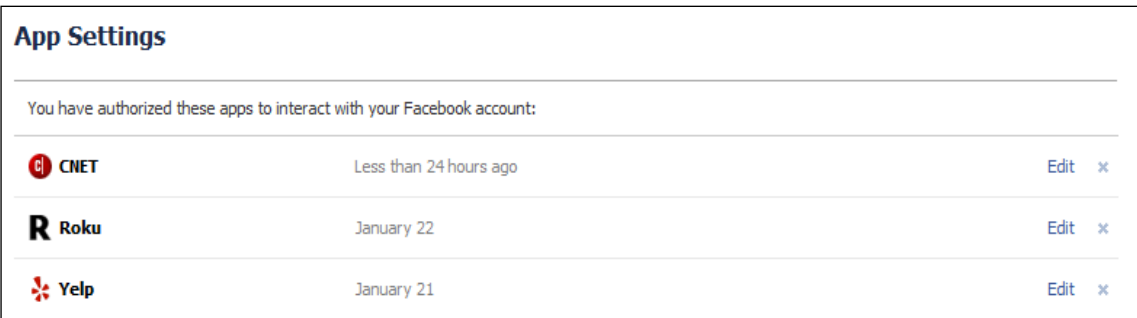 App Settings
You have authorized these apps to interact with your Facebook account:
CNET Less than 24 hours ago Edit ×
Roku January 22 Edit ×
Yelp January 21 Edit ×